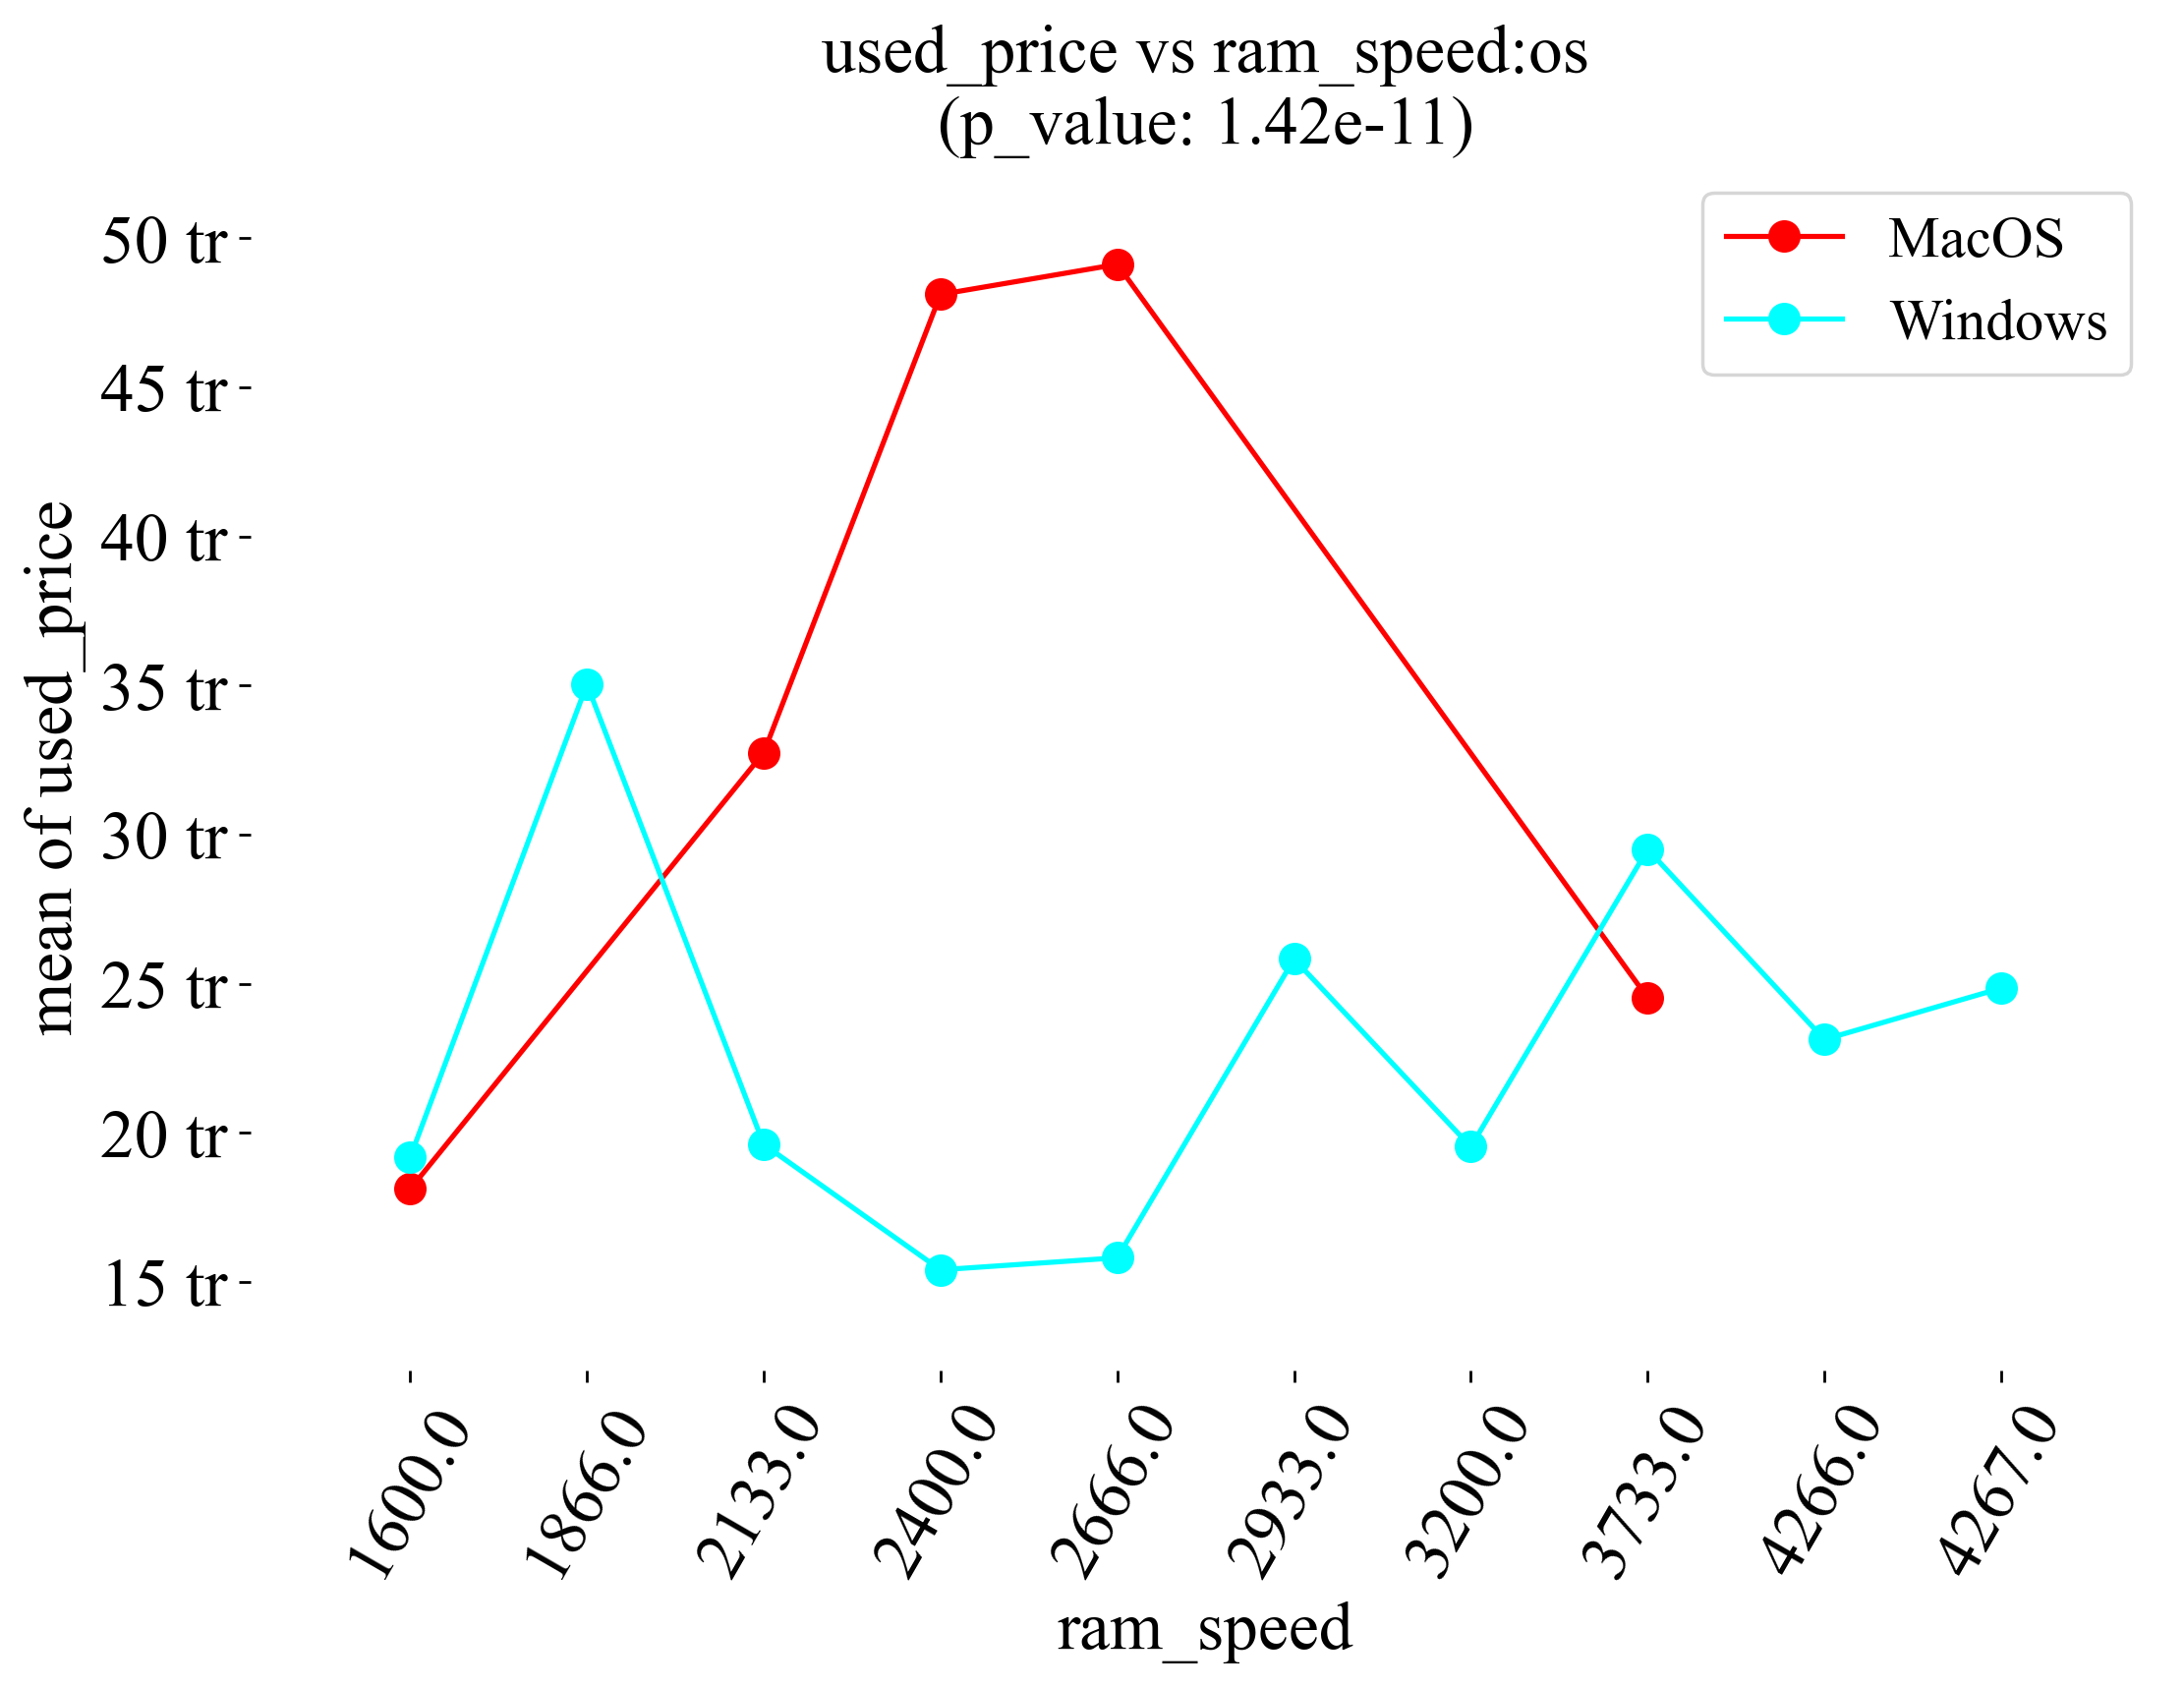 used_price vs ram_speed:os
(p_value: 1.42e-11)
MacOS
Windows
50 tr
45 tr
40 tr
35 tr
30 tr
25 tr
20 tr
15 tr
mean of used_price
1600.0
1866.0
2133.0
2400.0
2666.0
2933.0
3200.0
3733.0
4266.0
4267.0
ram_speed